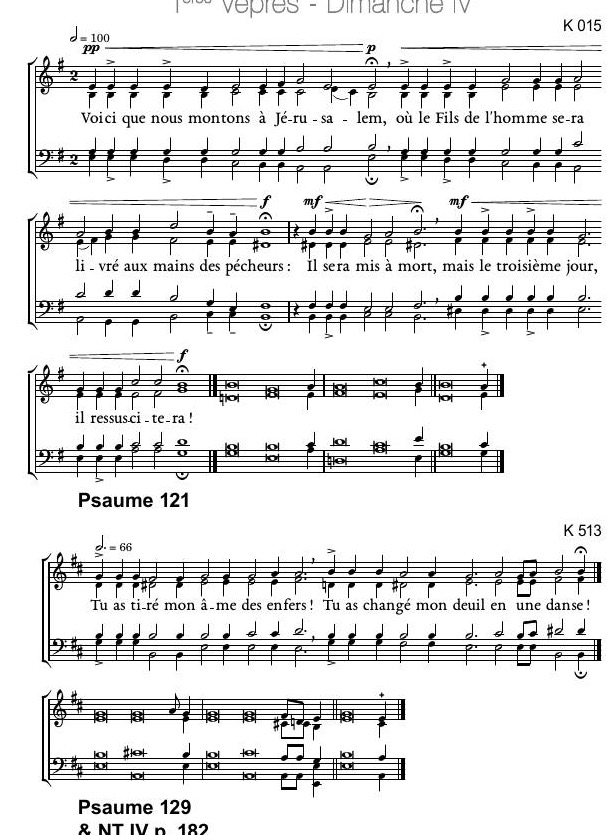 1ères Vêpres - Dimanche IV
K 015
𝅗𝅥 = 100
pp p
Voici que nous montons à Jé-ru - sa - lem, où le Fils de l'homme se-ra
f mf mf
li - vré aux mains des pécheurs : Il sera mis à mort, mais le troisième jour,
f
il ressusci - te - ra !
Psaume 121
K 513
𝅗𝅥. = 66
Tu as ti-ré mon â-me des enfers ! Tu as changé mon deuil en une danse !
Psaume 129
& NT IV p. 182